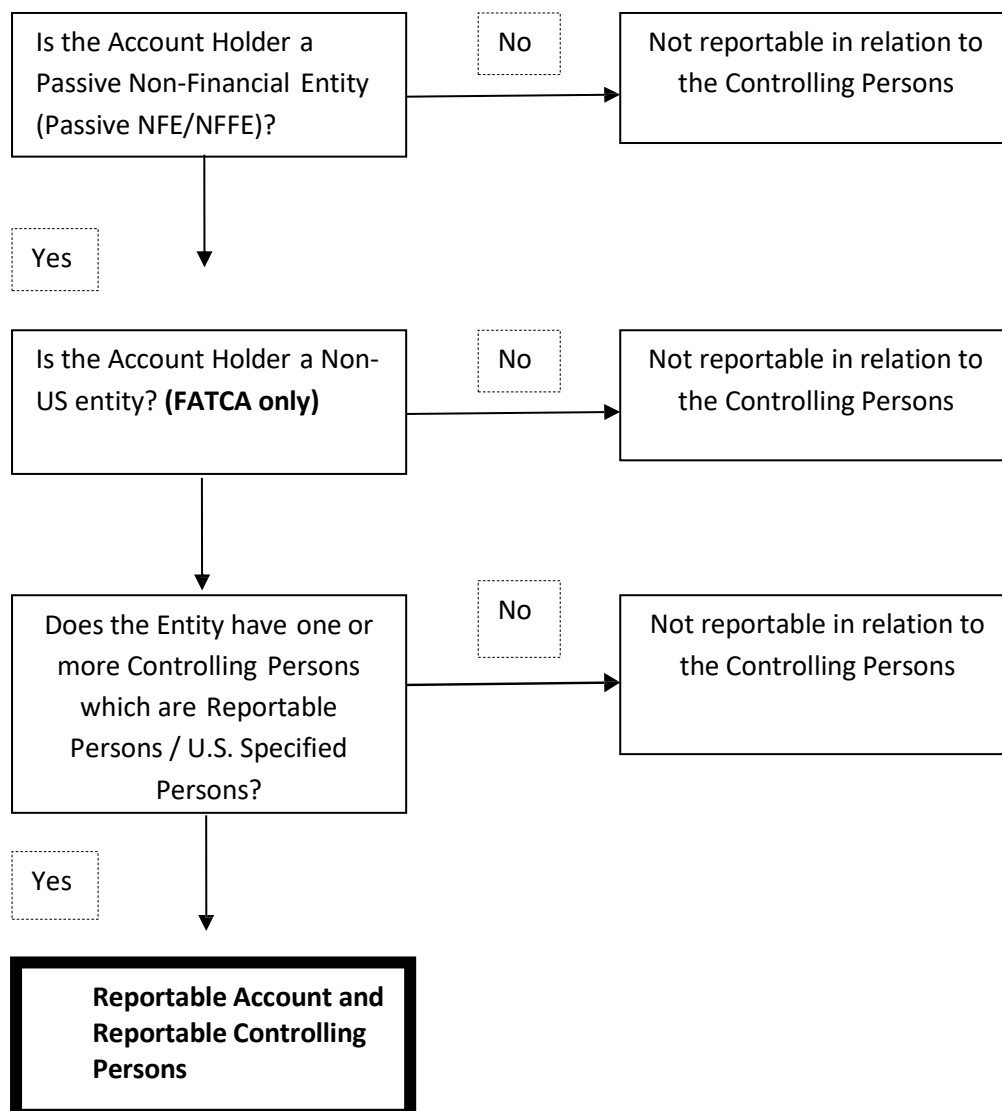 Is the Account Holder a
Passive Non-Financial Entity
(Passive NFE/NFFE)?
No
Not reportable in relation to
the Controlling Persons
Yes
Is the Account Holder a Non-
US entity? (FATCA only)
No
Not reportable in relation to
the Controlling Persons
Does the Entity have one or
more Controlling Persons
which are Reportable
Persons / U.S. Specified
Persons?
No
Not reportable in relation to
the Controlling Persons
Yes
Reportable Account and
Reportable Controlling
Persons